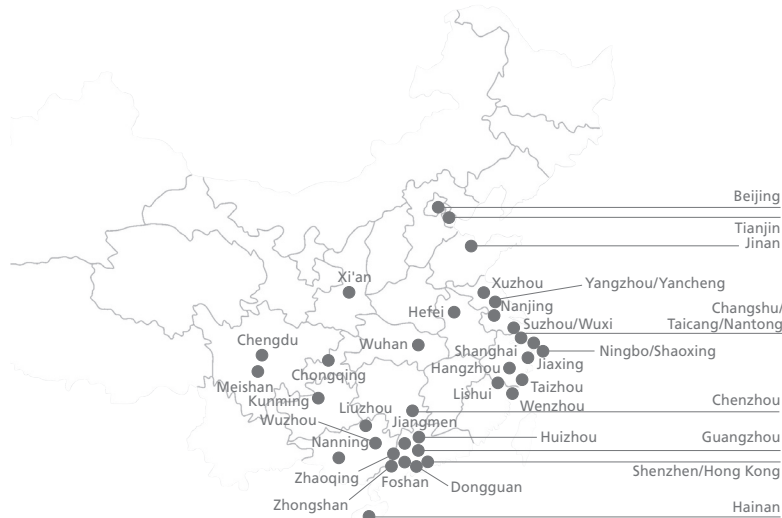 Beijing
Tianjin
Jinan
Xi'an
Xuzhou
Yangzhou/Yancheng
Hefei
Nanjing
Changshu/
Suzhou/Wuxi
Taicang/Nantong
Chengdu
Wuhan
Shanghai
Ningbo/Shaoxing
Chongqing
Hangzhou
Jiaxing
Meishan
Lishui
Taizhou
Kunming
Wenzhou
Chenzhou
Liuzhou
Wuzhou
Jiangmen
Nanning
Huizhou
Guangzhou
Zhaoqing
Foshan
Shenzhen/Hong Kong
Dongguan
Zhongshan
Hainan